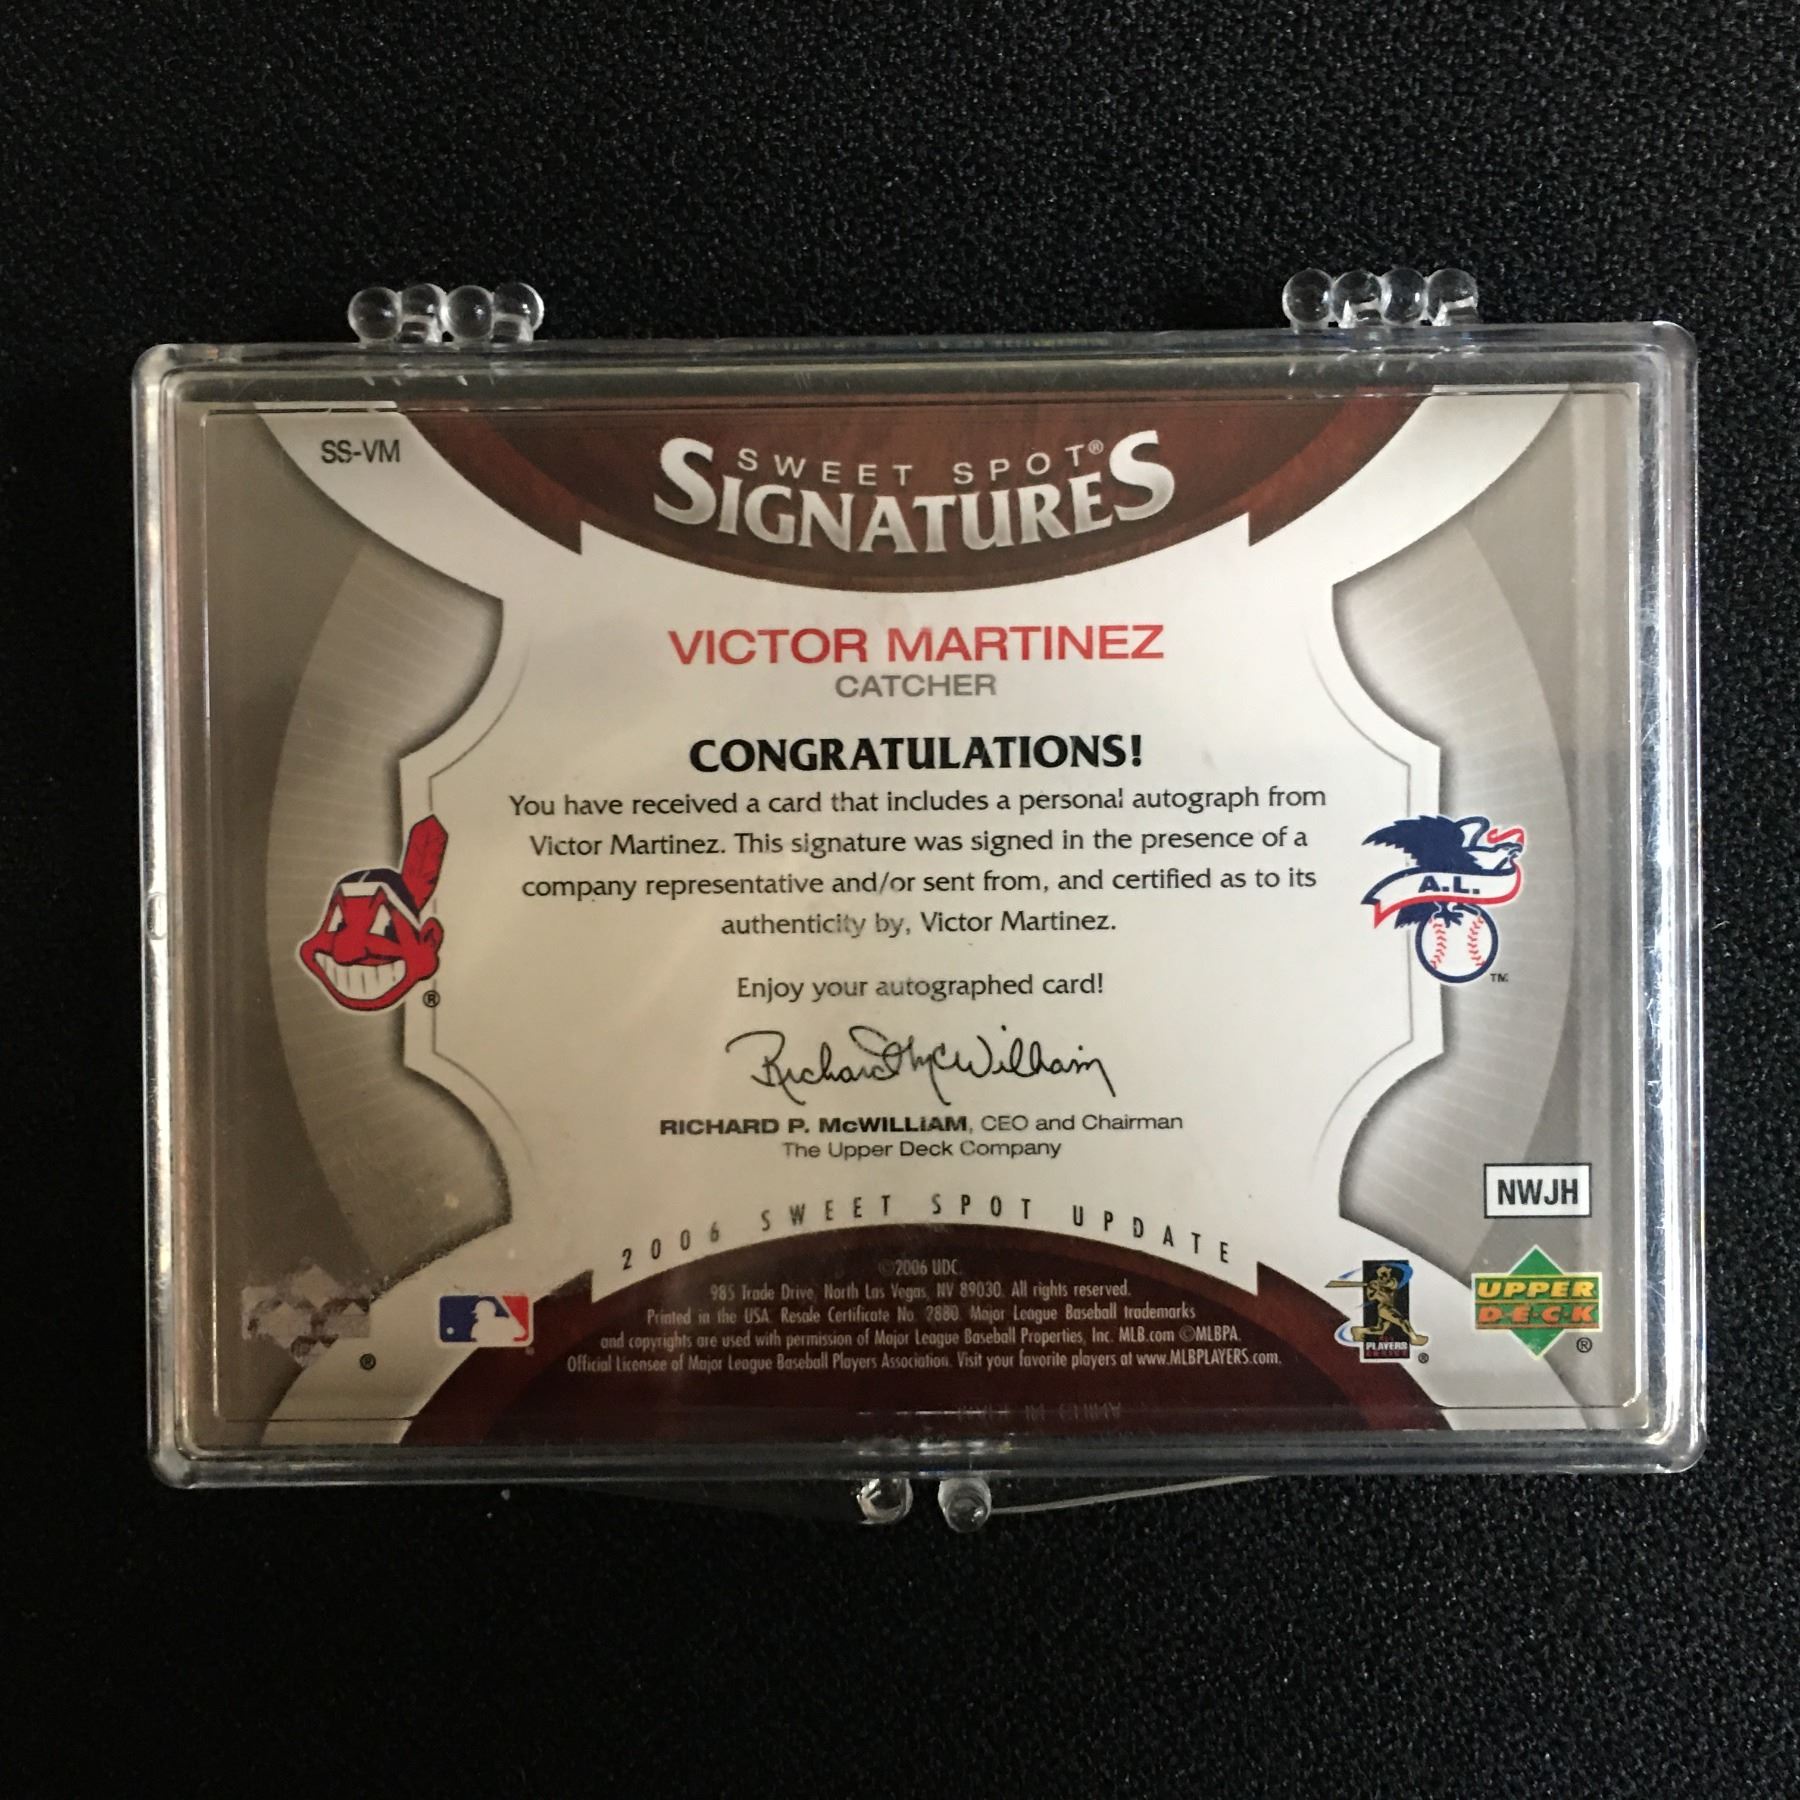 SS-VM
SWEET SPOT®
SIGNATURES
VICTOR MARTINEZ
CATCHER
CONGRATULATIONS!
You have received a card that includes a personal autograph from
Victor Martinez. This signature was signed in the presence of a
company representative and/or sent from, and certified as to its
authenticity by, Victor Martinez.
A.L.
TM
®
Enjoy your autographed card!
Richard McWilliam
RICHARD P. McWILLIAM, CEO and Chairman
The Upper Deck Company
NWJH
2006 SWEET SPOT UPDATE
©2006 UDC.
985 Trade Drive, North Las Vegas, NV 89030. All rights reserved.
Printed in the USA. Resale Certificate No. 2880. Major League Baseball trademarks
and copyrights are used with permission of Major League Baseball Properties, Inc. MLB.com ©MLBPA.
Official Licensee of Major League Baseball Players Association. Visit your favorite players at www.MLBPLAYERS.com.
®
PLAYERS
®
UPPER
DECK
®